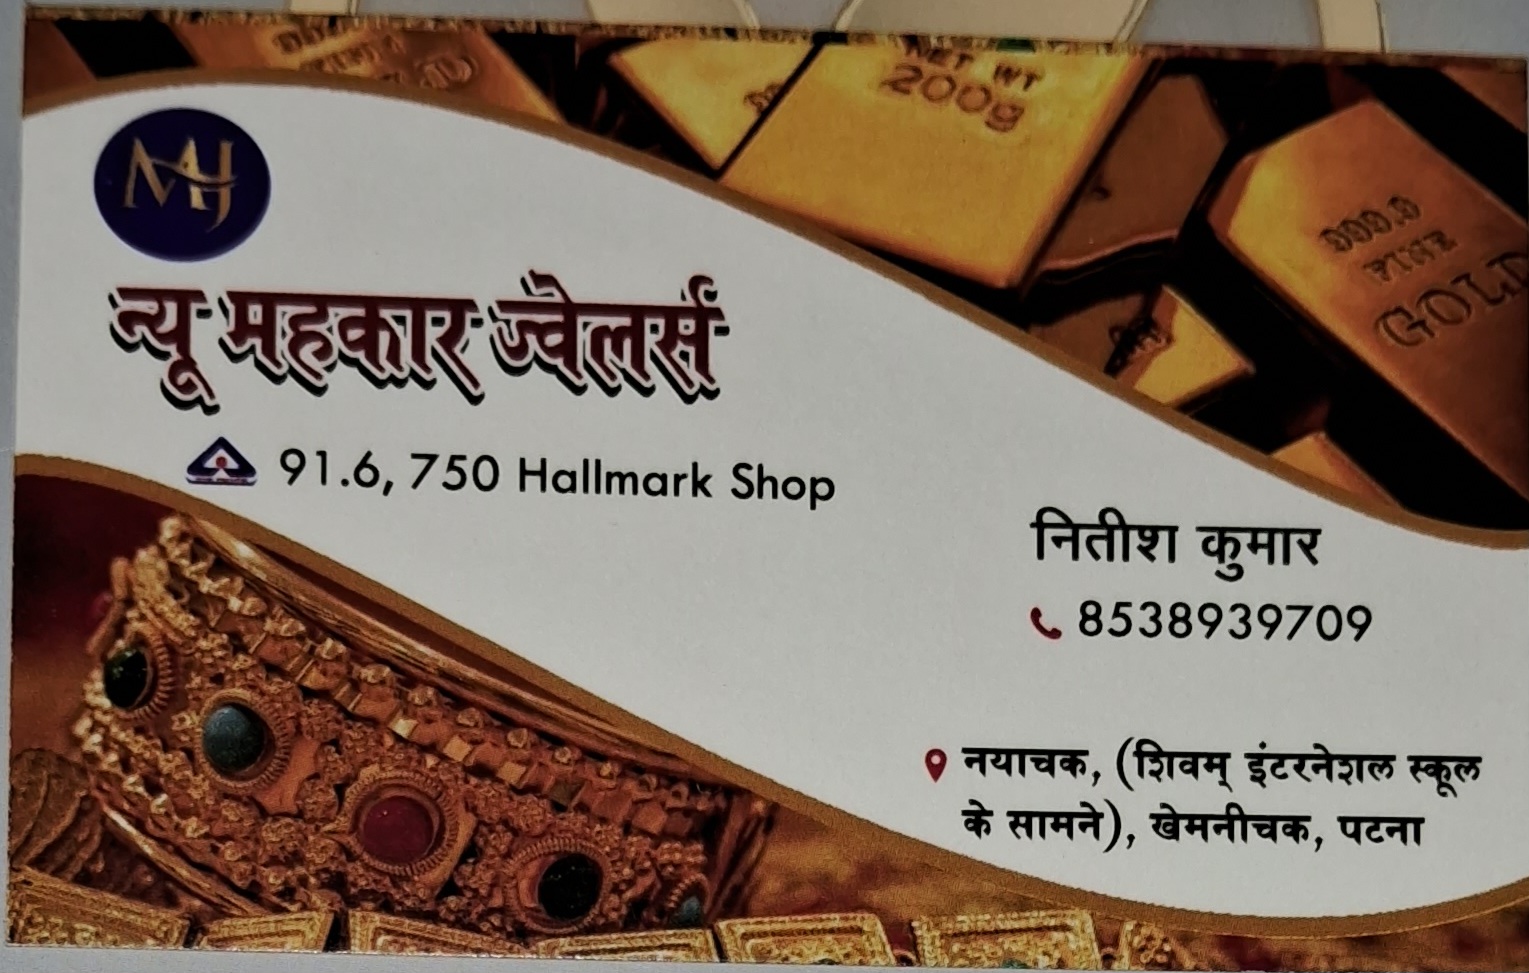 NET WT
200g
999.9
FINE
GOLD
MHJ
न्यू महकार ज्वेलर्स
91.6, 750 Hallmark Shop
नितीश कुमार
8538939709
नयाचक, (शिवम् इंटरनेशल स्कूल
के सामने), खेमनीचक, पटना